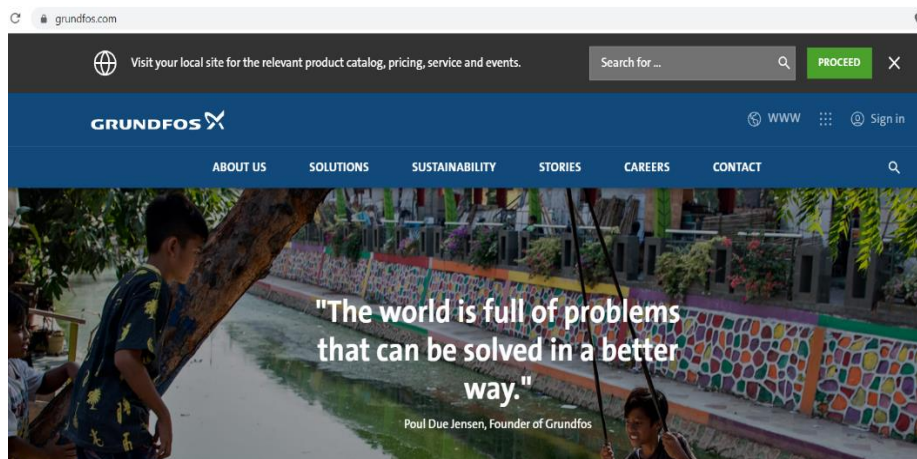 grundfos.com
Visit your local site for the relevant product catalog, pricing, service and events.
Search for ...
PROCEED
GRUNDFOS
WWW
Sign in
ABOUT US
SOLUTIONS
SUSTAINABILITY
STORIES
CAREERS
CONTACT
"The world is full of problems
that can be solved in a better
way."
Poul Due Jensen, Founder of Grundfos